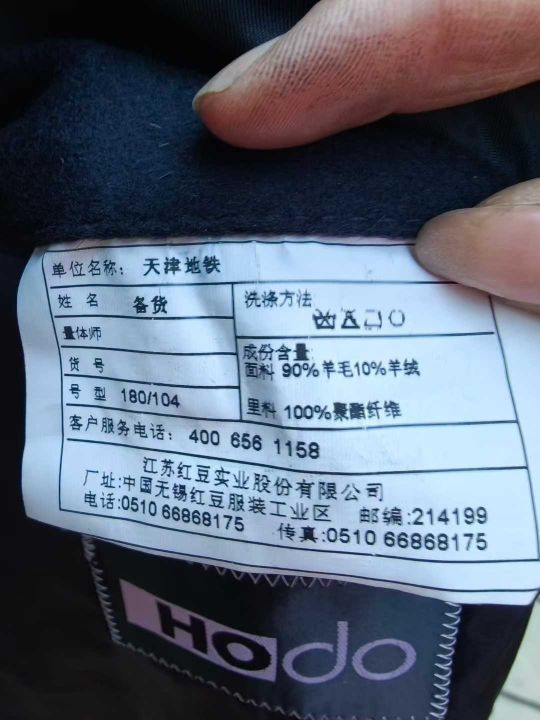 单位名称：天津地铁
姓 名 备货
洗涤方法
量体师
货 号
成份含量
面料 90%羊毛10%羊绒
号 型 180/104
里料 100%聚酯纤维
客户服务电话：400 656 1158
江苏红豆实业股份有限公司
厂址:中国无锡红豆服装工业区 邮编:214199
电话:0510 66868175 传真:0510 66868175
HOdo